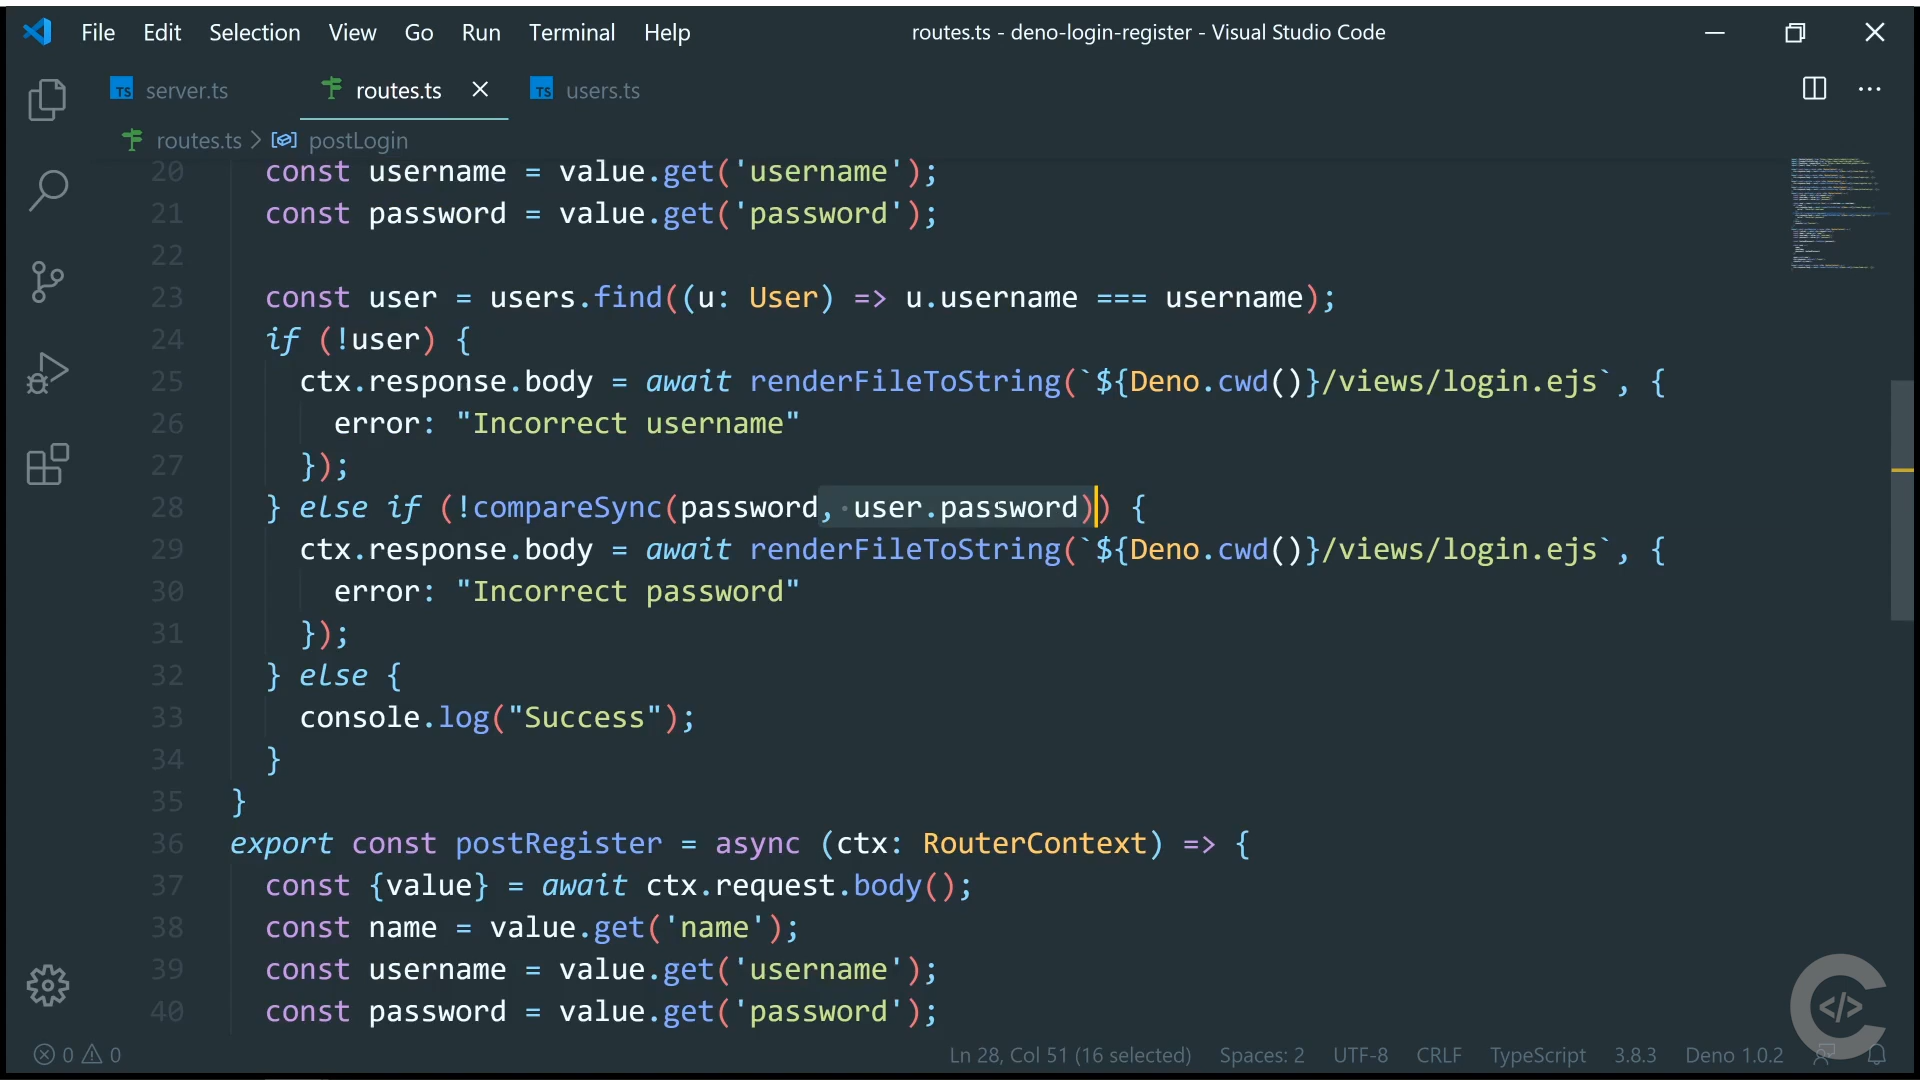 File Edit Selection View Go Run Terminal Help routes.ts - deno-login-register - Visual Studio Code
TS server.ts routes.ts TS users.ts
routes.ts > postLogin
20 const username = value.get('username');
21 const password = value.get('password');
22
23 const user = users.find((u: User) => u.username === username);
24 if (!user) {
25 ctx.response.body = await renderFileToString(`${Deno.cwd()}/views/login.ejs`, {
26 error: "Incorrect username"
27 });
28 } else if (!compareSync(password, user.password)) {
29 ctx.response.body = await renderFileToString(`${Deno.cwd()}/views/login.ejs`, {
30 error: "Incorrect password"
31 });
32 } else {
33 console.log("Success");
34 }
35 }
36 export const postRegister = async (ctx: RouterContext) => {
37 const {value} = await ctx.request.body();
38 const name = value.get('name');
39 const username = value.get('username');
40 const password = value.get('password');
0 0 Ln 28, Col 51 (16 selected) Spaces: 2 UTF-8 CRLF TypeScript 3.8.3 Deno 1.0.2